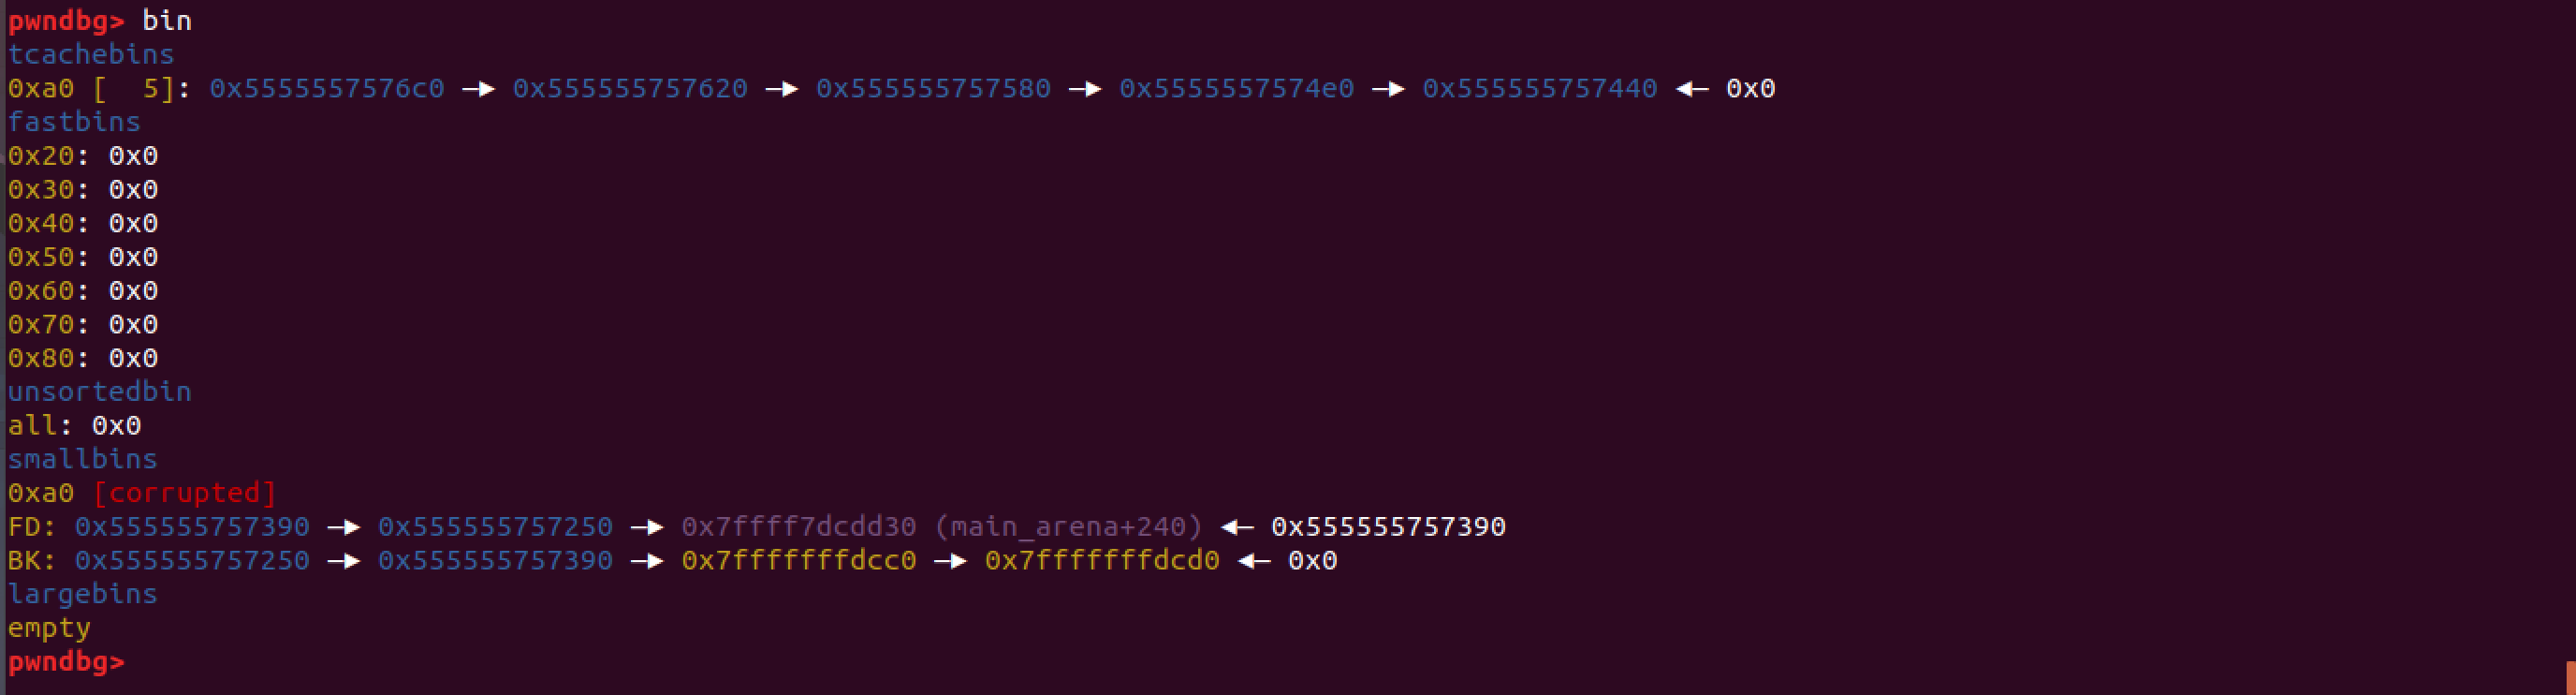 pwndbg> bin
tcachebins
0xa0 [  5]: 0x5555557576c0 —▸ 0x555555757620 —▸ 0x555555757580 —▸ 0x5555557574e0 —▸ 0x555555757440 ◂— 0x0
fastbins
0x20: 0x0
0x30: 0x0
0x40: 0x0
0x50: 0x0
0x60: 0x0
0x70: 0x0
0x80: 0x0
unsortedbin
all: 0x0
smallbins
0xa0 [corrupted]
FD: 0x555555757390 —▸ 0x555555757250 —▸ 0x7ffff7dcdd30 (main_arena+240) ◂— 0x555555757390
BK: 0x555555757250 —▸ 0x555555757390 —▸ 0x7fffffffdcc0 —▸ 0x7fffffffdcd0 ◂— 0x0
largebins
empty
pwndbg>